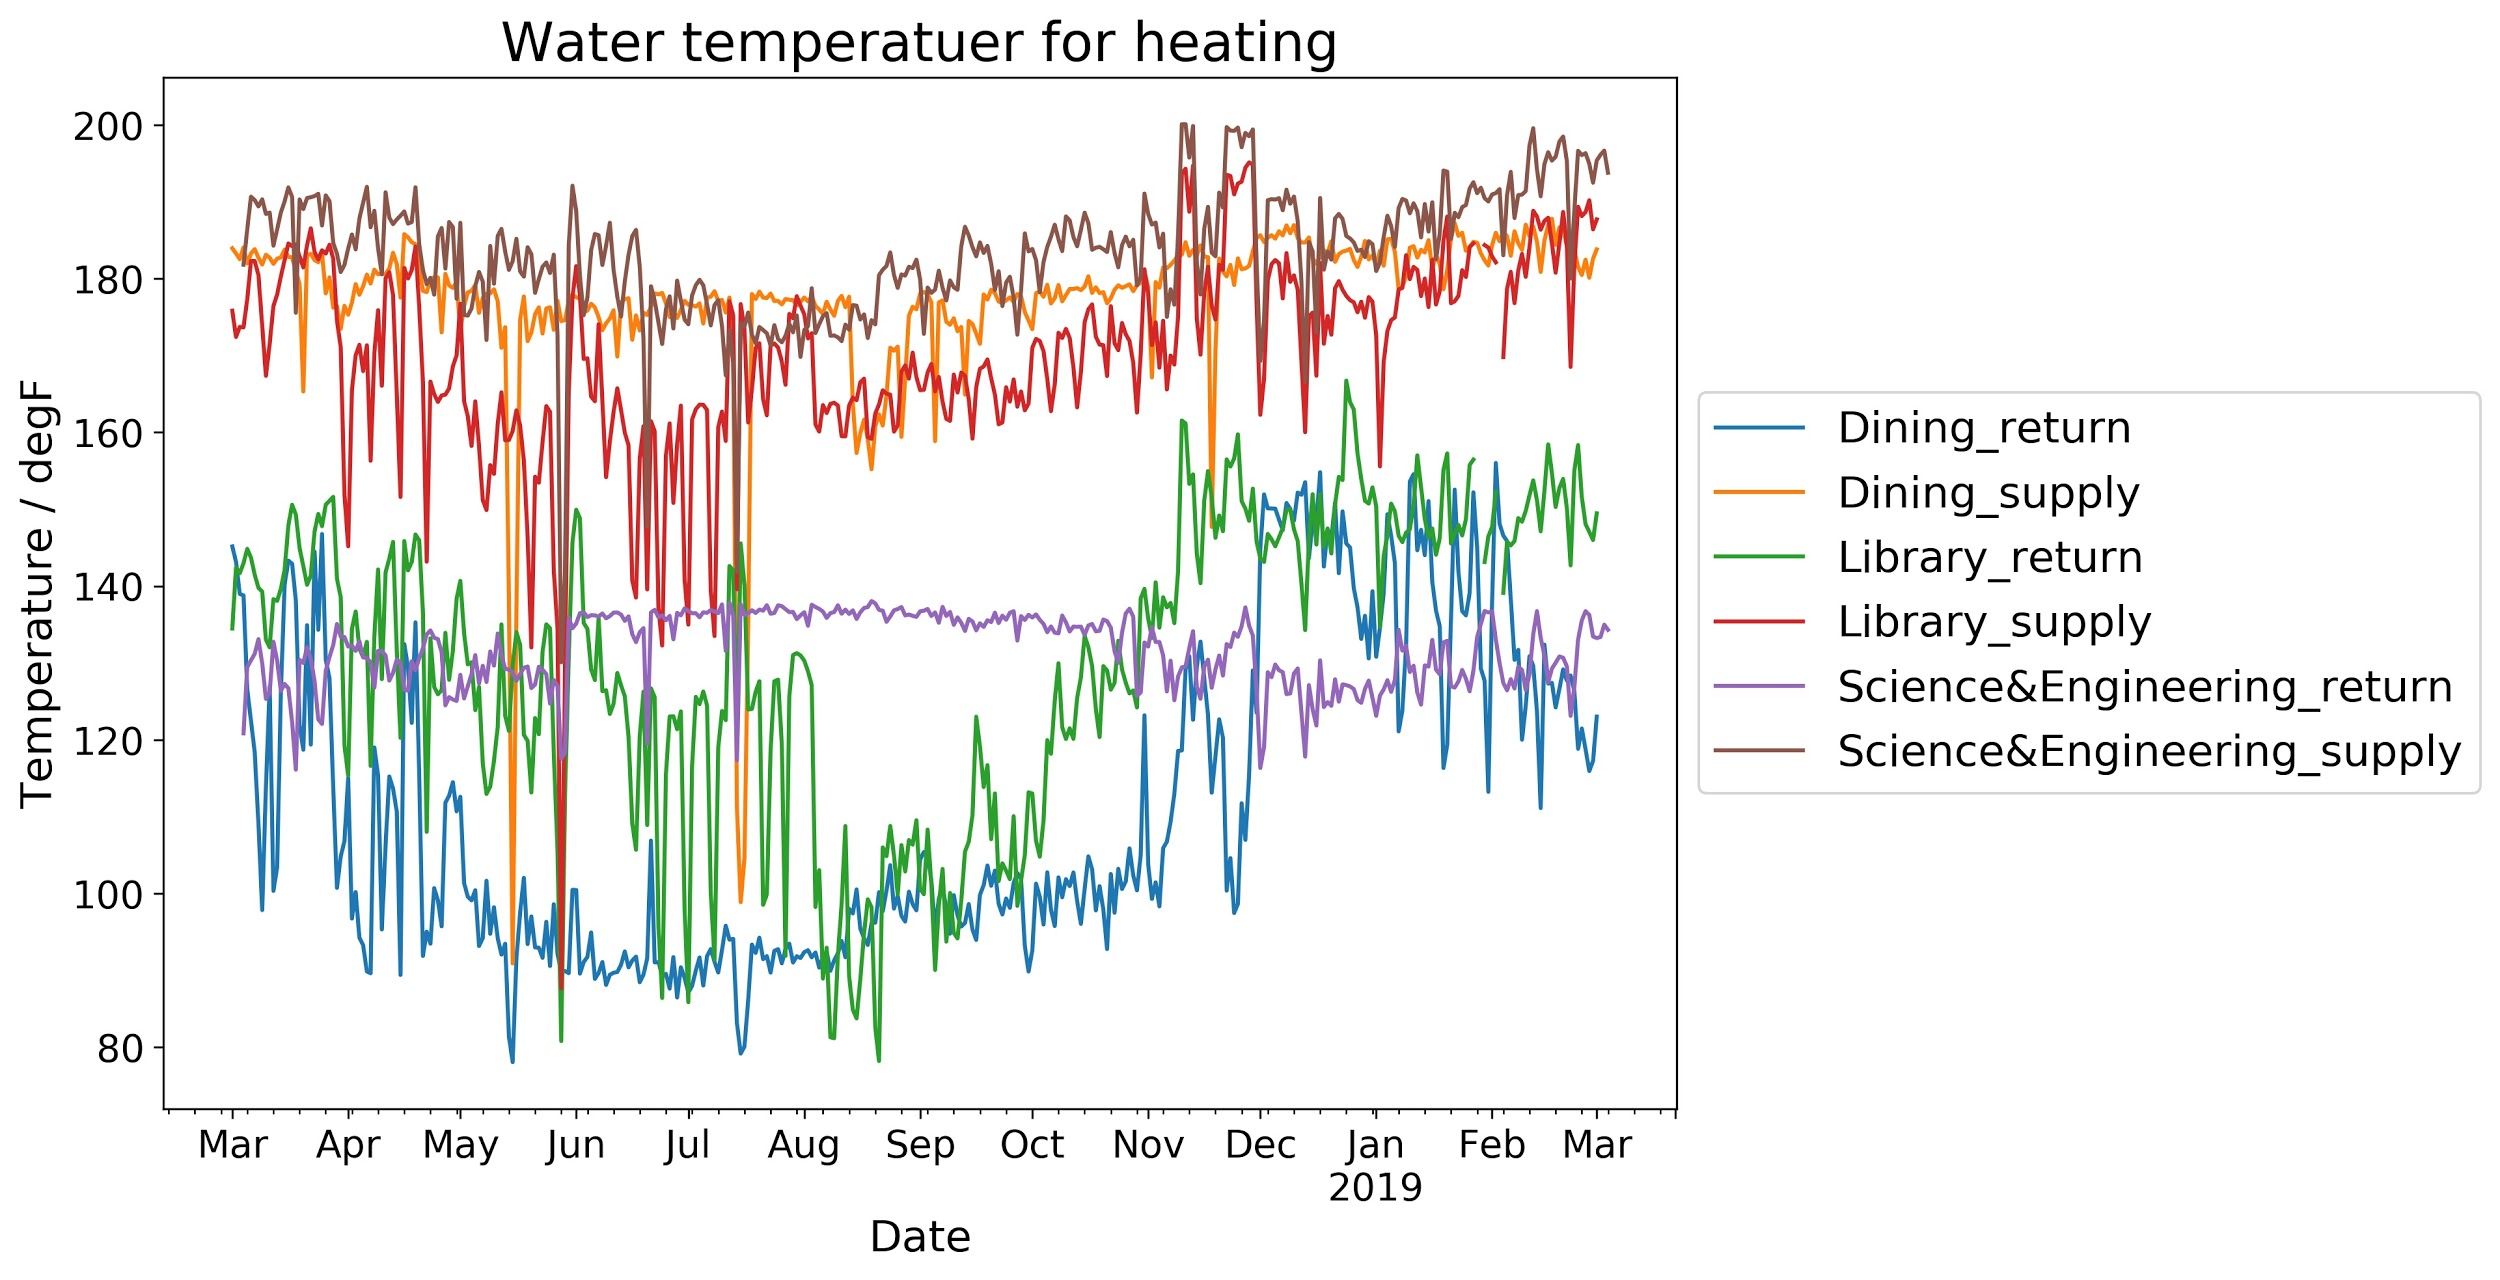 Water temperatuer for heating
Temperature / degF
200
180
160
140
120
100
80
Mar Apr May Jun Jul Aug Sep Oct Nov Dec Jan Feb Mar
2019
Date
Dining_return
Dining_supply
Library_return
Library_supply
Science&Engineering_return
Science&Engineering_supply